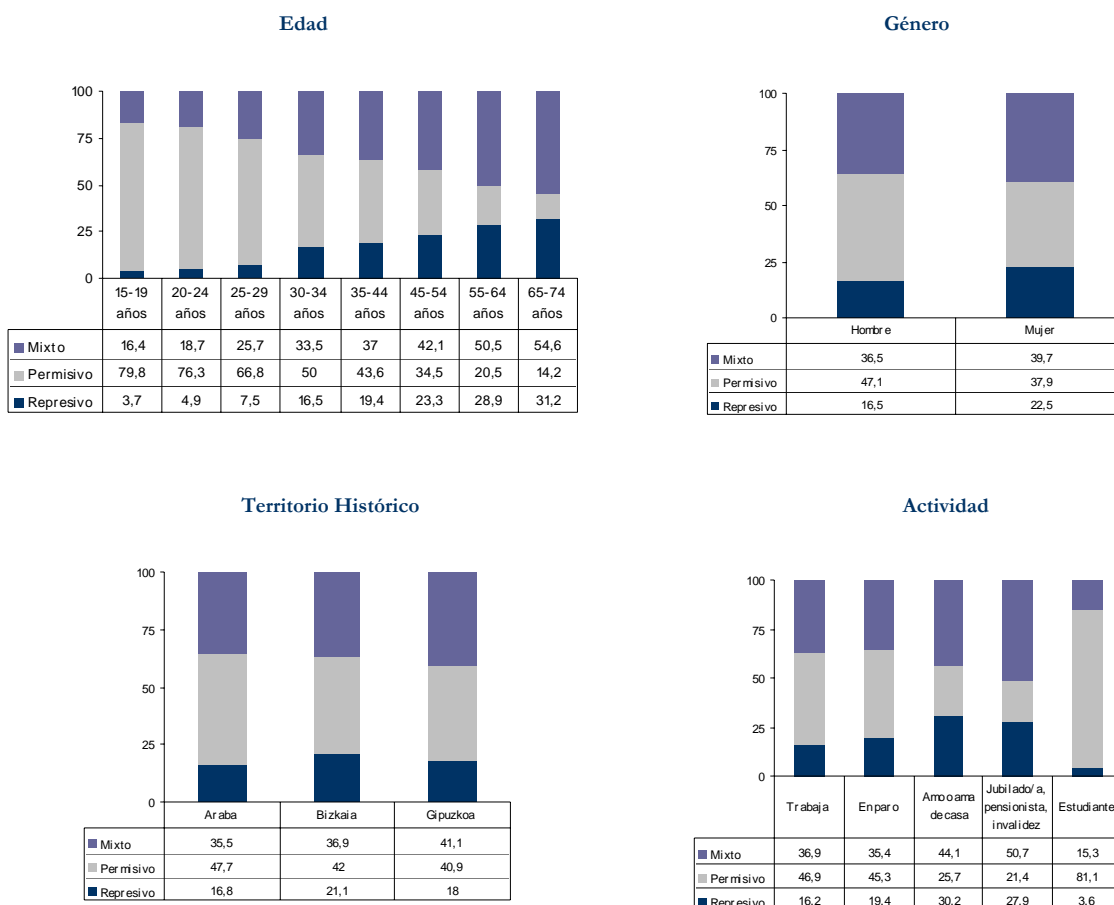 Edad
100
75
50
25
0
15-19 años 20-24 años 25-29 años 30-34 años 35-44 años 45-54 años 55-64 años 65-74 años
Mixto 16,4 18,7 25,7 33,5 37 42,1 50,5 54,6
Permisivo 79,8 76,3 66,8 50 43,6 34,5 20,5 14,2
Represivo 3,7 4,9 7,5 16,5 19,4 23,3 28,9 31,2
Género
100
75
50
25
0
Hombre Mujer
Mixto 36,5 39,7
Permisivo 47,1 37,9
Represivo 16,5 22,5
Territorio Histórico
100
75
50
25
0
Araba Bizkaia Gipuzkoa
Mixto 35,5 36,9 41,1
Permisivo 47,7 42 40,9
Represivo 16,8 21,1 18
Actividad
100
75
50
25
0
Trabaja En paro Amo o ama de casa Jubilado/a, pensionista, invalidez Estudiante
Mixto 36,9 35,4 44,1 50,7 15,3
Permisivo 46,9 45,3 25,7 21,4 81,1
Represivo 16,2 19,4 30,2 27,9 3,6